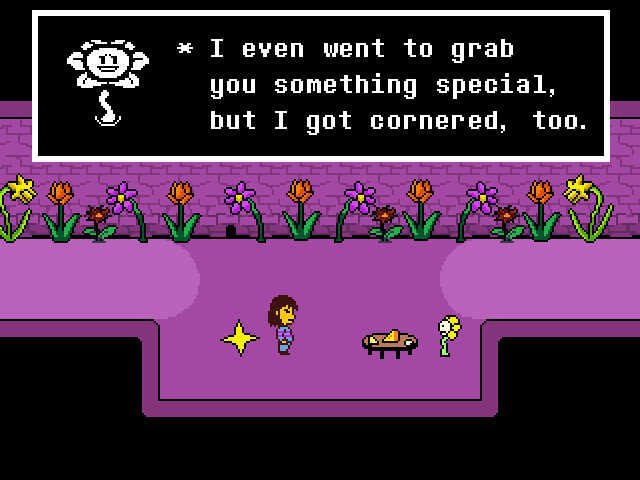 * I even went to grab
you something special,
but I got cornered, too.